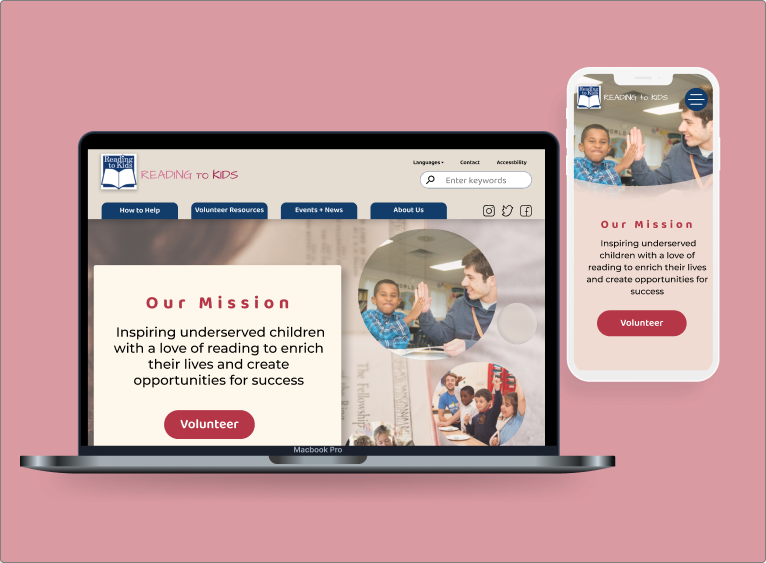 Reading
to Kids
READING to KIDS
Languages
Contact
Accessbility
Enter keywords
How to Help
Volunteer Resources
Events + News
About Us
Our Mission
Inspiring underserved children
with a love of reading to enrich
their lives and create
opportunities for success
Volunteer
The Fellowship
Macbook Pro
Reading
to Kids
READING to KIDS
Our Mission
Inspiring underserved
children with a love of
reading to enrich their lives
and create opportunities for
success
Volunteer